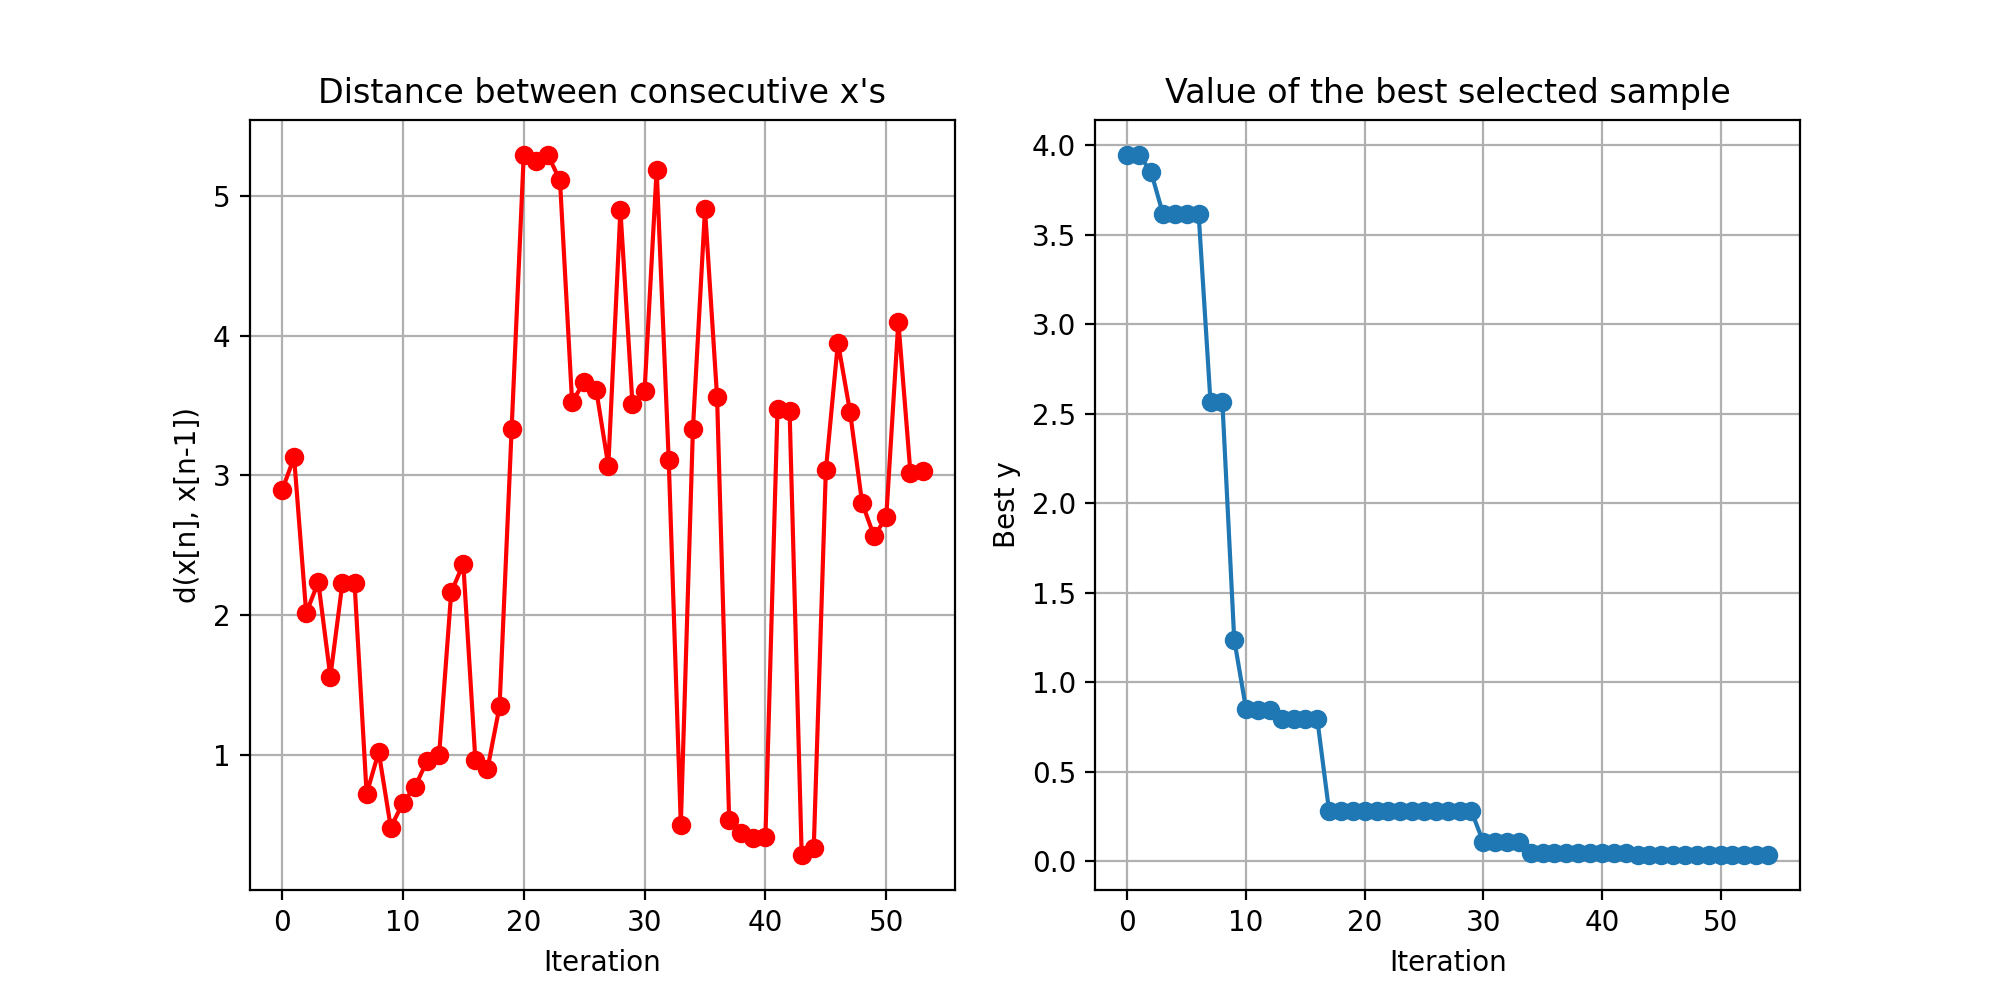 Distance between consecutive x's
d(x[n], x[n-1])
5
4
3
2
1
0 10 20 30 40 50
Iteration
Value of the best selected sample
Best y
4.0
3.5
3.0
2.5
2.0
1.5
1.0
0.5
0.0
0 10 20 30 40 50
Iteration